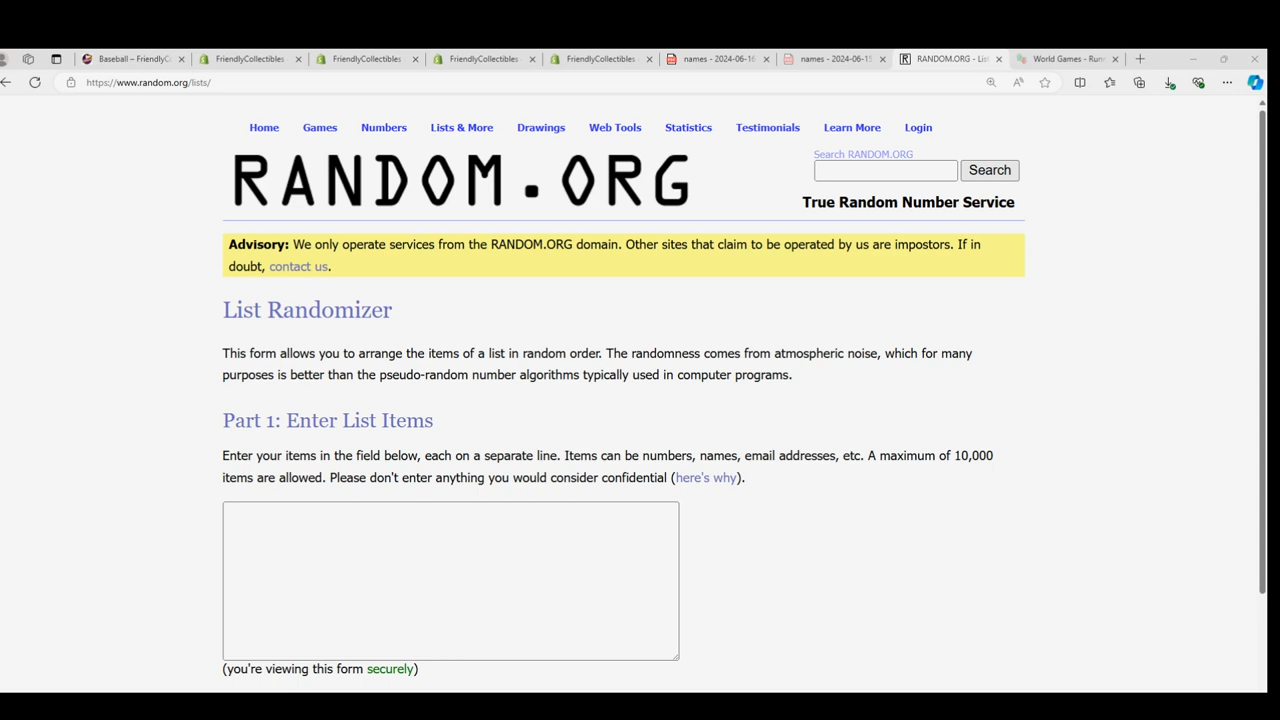 Baseball – FriendlyC
FriendlyCollectibles
FriendlyCollectibles
FriendlyCollectibles
FriendlyCollectibles
names - 2024-06-16
names - 2024-06-15
RANDOM.ORG - Lis
World Games - Rune
https://www.random.org/lists/
Home Games Numbers Lists & More Drawings Web Tools Statistics Testimonials Learn More Login
RANDOM.ORG
Search RANDOM.ORG
Search
True Random Number Service
Advisory: We only operate services from the RANDOM.ORG domain. Other sites that claim to be operated by us are impostors. If in
doubt, contact us.
List Randomizer
This form allows you to arrange the items of a list in random order. The randomness comes from atmospheric noise, which for many
purposes is better than the pseudo-random number algorithms typically used in computer programs.
Part 1: Enter List Items
Enter your items in the field below, each on a separate line. Items can be numbers, names, email addresses, etc. A maximum of 10,000
items are allowed. Please don't enter anything you would consider confidential (here's why).
(you're viewing this form securely)